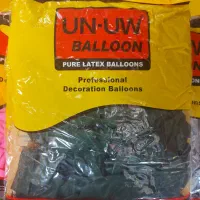 UN-UW
BALLOON
PURE LATEX BALLOONS
Professional
Decoration Balloons